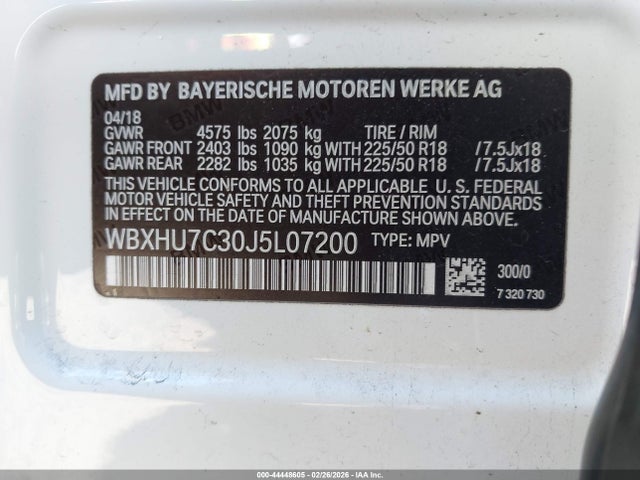 MFD BY BAYERISCHE MOTOREN WERKE AG
04/18
GVWR 4575 lbs 2075 kg TIRE / RIM
GAWR FRONT 2403 lbs 1090 kg WITH 225/50 R18 /7.5Jx18
GAWR REAR 2282 lbs 1035 kg WITH 225/50 R18 /7.5Jx18
THIS VEHICLE CONFORMS TO ALL APPLICABLE U. S. FEDERAL
MOTOR VEHICLE SAFETY AND THEFT PREVENTION STANDARDS
IN EFFECT ON THE DATE OF MANUFACTURE SHOWN ABOVE
WBXHU7C30J5L07200 TYPE: MPV
300/0
7 320 730
000-44448605 - 02/26/2026 - IAAI, Inc. - Copyright